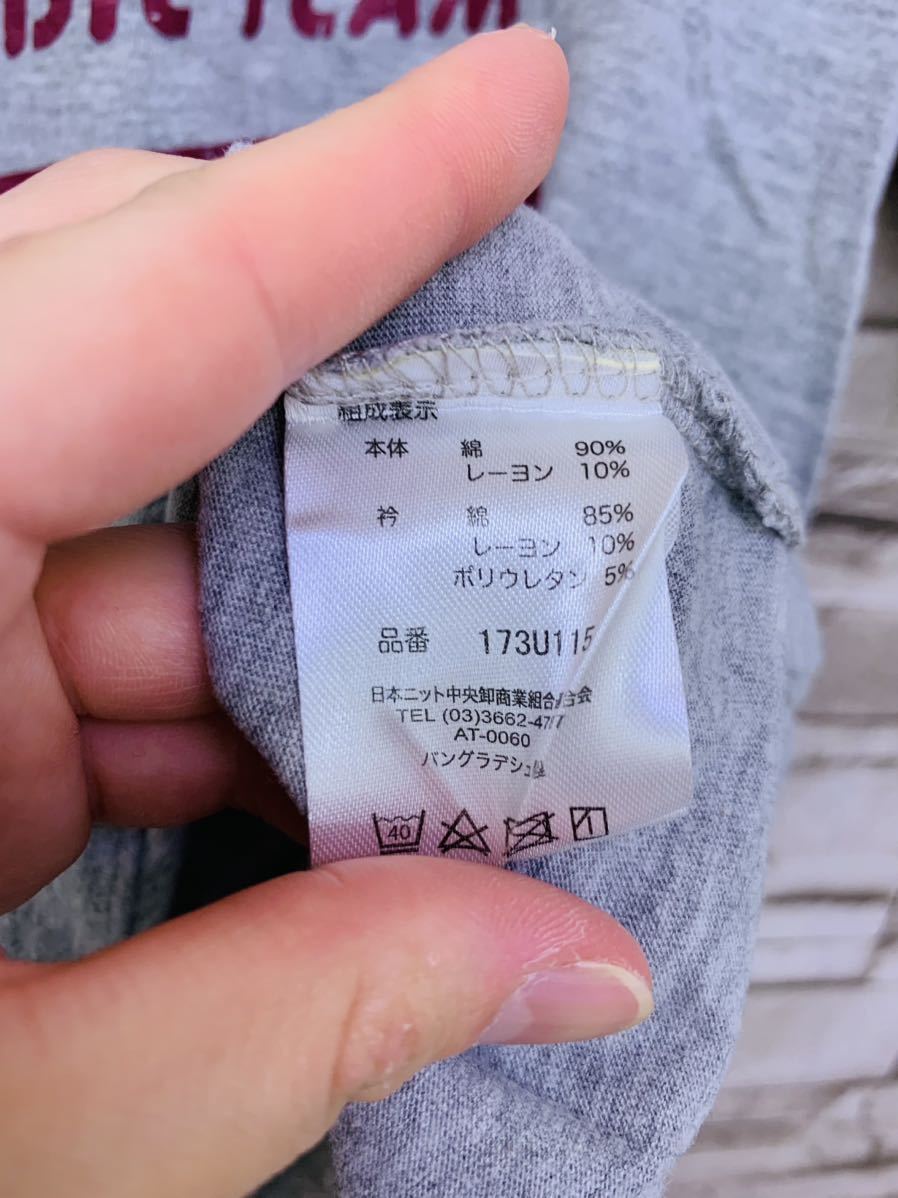 TEAM
組成表示
本体 綿 90%
レーヨン 10%
衿 綿 85%
レーヨン 10%
ポリウレタン 5%
品番 173U115
日本ニット中央卸商業組合連合会
TEL (03)3662-47
AT-0060
バングラデシュ製
40